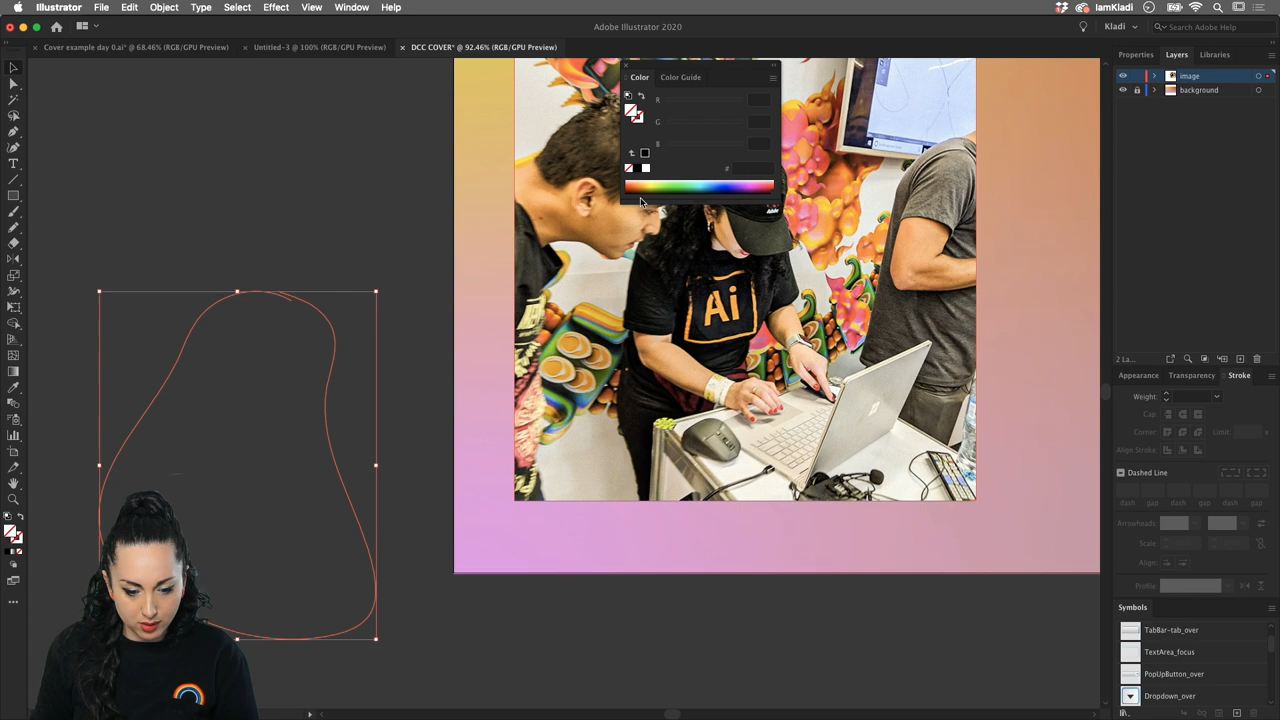 Illustrator File Edit Object Type Select Effect View Window Help
IamKladi
Adobe Illustrator 2020
Kladi
Search Adobe Help
Cover example day 0.ai* @ 68.46% (RGB/GPU Preview)
Untitled-3 @ 100% (RGB/GPU Preview)
DCC COVER* @ 92.46% (RGB/GPU Preview)
Properties Layers Libraries
Color Color Guide
image
background
R
G
B
#
Ai
2 La...
Appearance Transparency Stroke
Weight:
Cap:
Corner: Limit: x
Align Stroke:
Dashed Line
dash gap dash gap dash gap
Arrowheads:
Scale:
Align:
Profile:
Symbols
TabBar-tab_over
TextArea_focus
PopUpButton_over
Dropdown_over